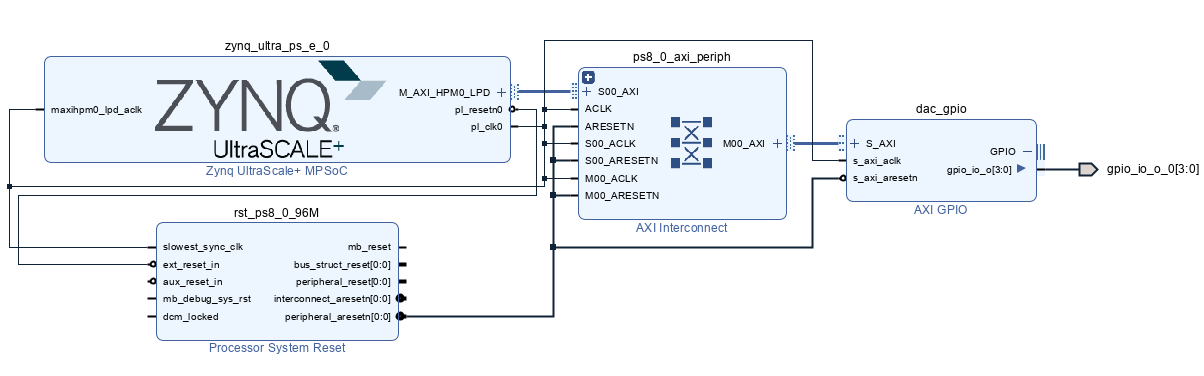 zynq_ultra_ps_e_0
maxihpm0_lpd_aclk
ZYNQ®
UltraSCALE+
M_AXI_HPM0_LPD
pl_resetn0
pl_clk0
Zynq UltraScale+ MPSoC
ps8_0_axi_periph
S00_AXI
ACLK
ARESETN
S00_ACLK
S00_ARESETN
M00_ACLK
M00_ARESETN
M00_AXI
AXI Interconnect
dac_gpio
S_AXI
s_axi_aclk
s_axi_aresetn
GPIO
gpio_io_o[3:0]
AXI GPIO
gpio_io_o_0[3:0]
rst_ps8_0_96M
slowest_sync_clk
ext_reset_in
aux_reset_in
mb_debug_sys_rst
dcm_locked
mb_reset
bus_struct_reset[0:0]
peripheral_reset[0:0]
interconnect_aresetn[0:0]
peripheral_aresetn[0:0]
Processor System Reset